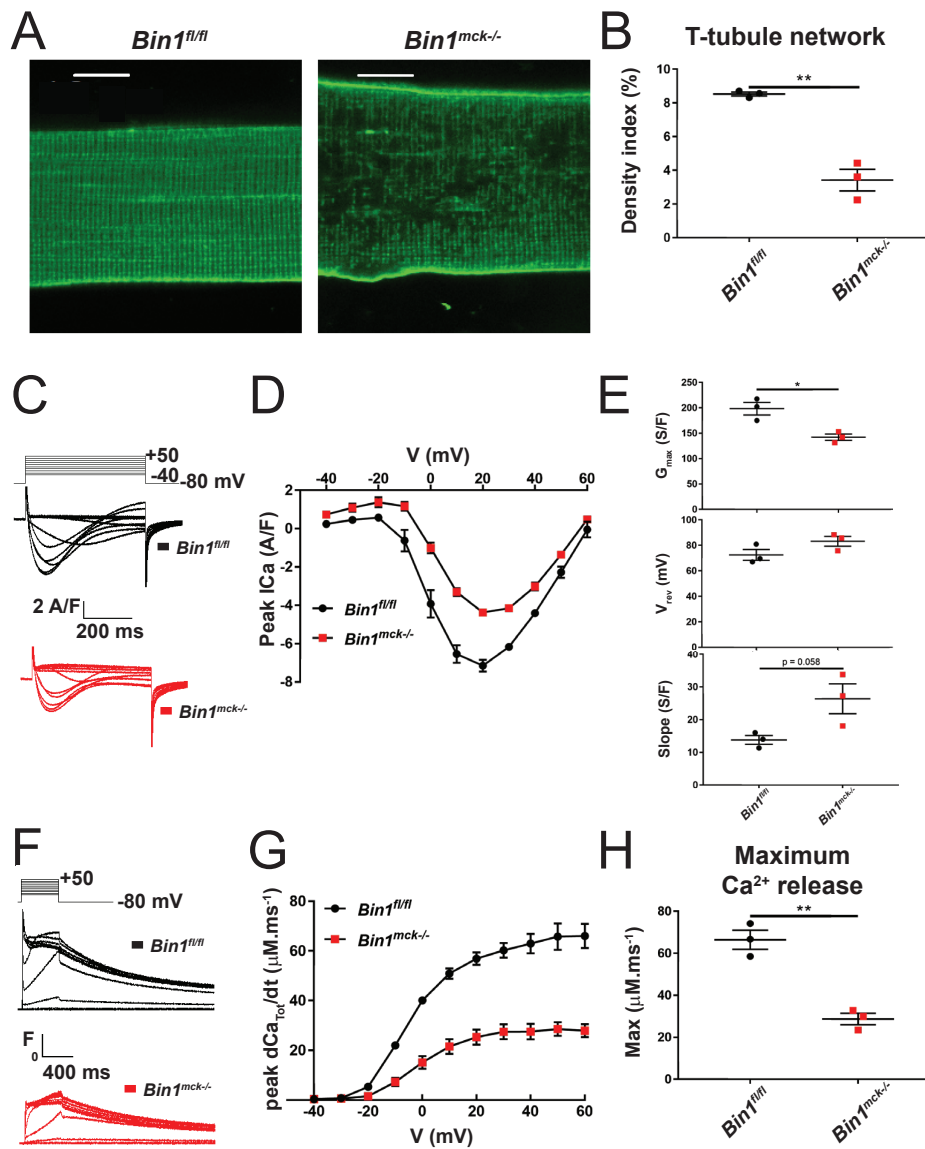 A
Bin1fl/fl
Bin1mck-/-
B
T-tubule network
Density index (%)
10
8
6
4
2
0
**
Bin1fl/fl
Bin1mck-/-
C
+50
-40
-80 mV
Bin1fl/fl
2 A/F
200 ms
Bin1mck-/-
D
V (mV)
-40 -20 0 20 40 60
Peak ICa (A/F)
2
0
-2
-4
-6
-8
Bin1fl/fl
Bin1mck-/-
E
Gmax (S/F)
250
200
150
100
50
0
*
Vrev (mV)
100
80
60
40
20
0
Slope (S/F)
40
30
20
10
0
p = 0.058
Bin1fl/fl
Bin1mck-/-
F
+50
-80 mV
Bin1fl/fl
F
0
400 ms
Bin1mck-/-
G
peak dCaTot/dt (μM.ms-1)
80
60
40
20
Bin1fl/fl
Bin1mck-/-
-40 -20 0 20 40 60
V (mV)
H
Maximum
Ca2+ release
Max (μM.ms-1)
80
60
40
20
0
**
Bin1fl/fl
Bin1mck-/-